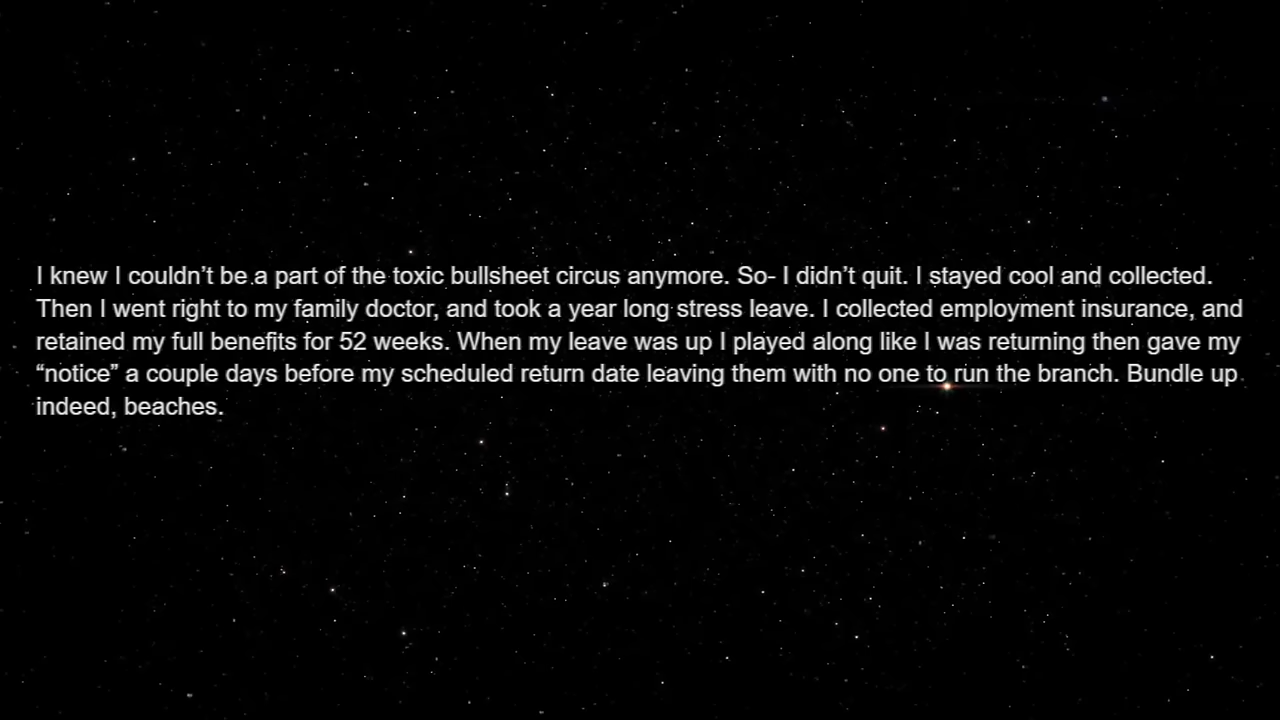 I knew I couldn’t be a part of the toxic bullsheet circus anymore. So- I didn’t quit. I stayed cool and collected.
Then I went right to my family doctor, and took a year long stress leave. I collected employment insurance, and
retained my full benefits for 52 weeks. When my leave was up I played along like I was returning then gave my
“notice” a couple days before my scheduled return date leaving them with no one to run the branch. Bundle up
indeed, beaches.